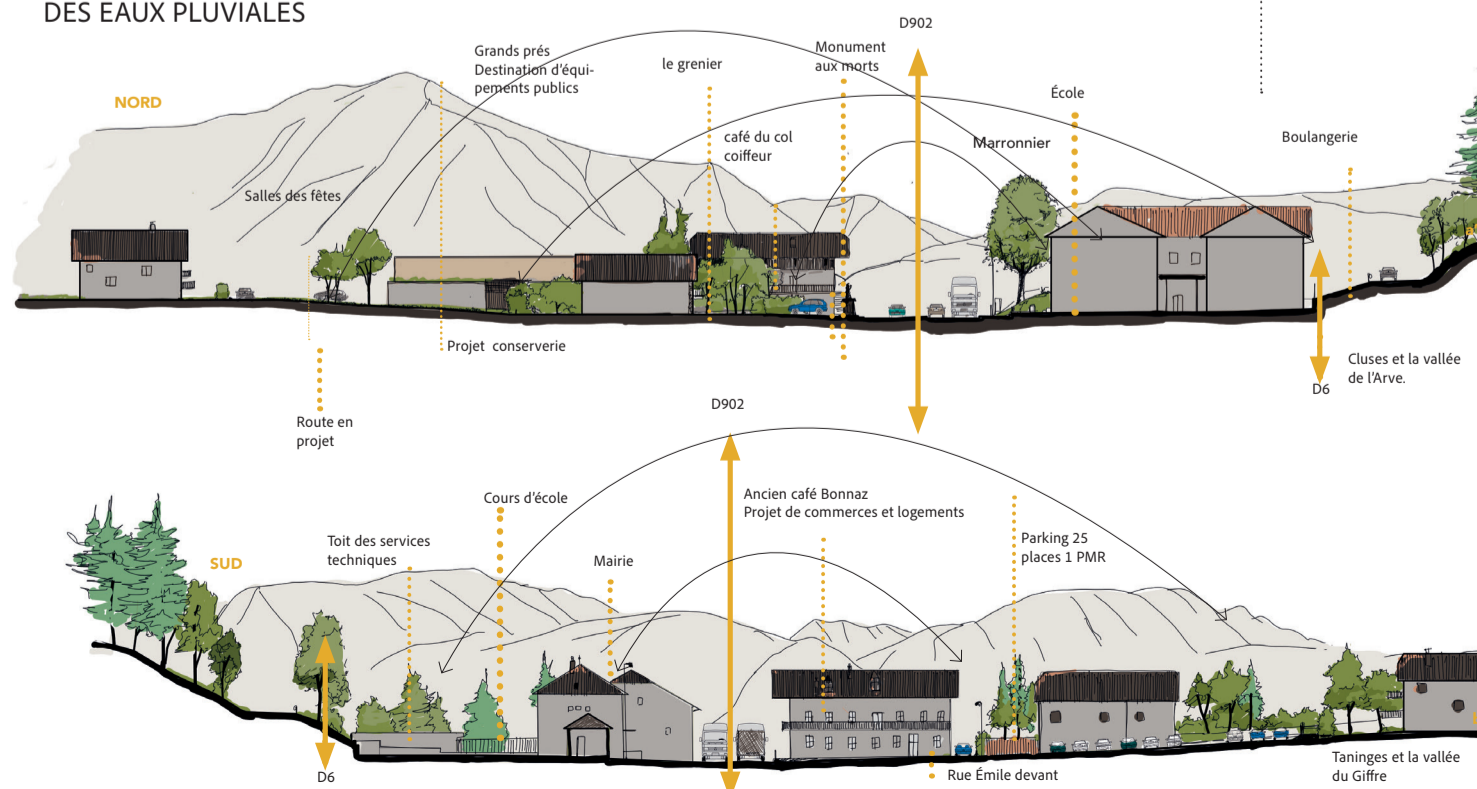 DES EAUX PLUVIALES
D902
Grands prés
Destination d'équi-
pements publics
le grenier
Monument
aux morts
NORD
École
café du col
coiffeur
Marronnier
Boulangerie
Salles des fêtes
Projet conserverie
Cluses et la vallée
de l'Arve.
D6
Route en
projet
D902
Cours d'école
Ancien café Bonnaz
Projet de commerces et logements
Toit des services
techniques
Parking 25
places 1 PMR
SUD
Mairie
D6
Rue Émile devant
Taninges et la vallée
du Giffre